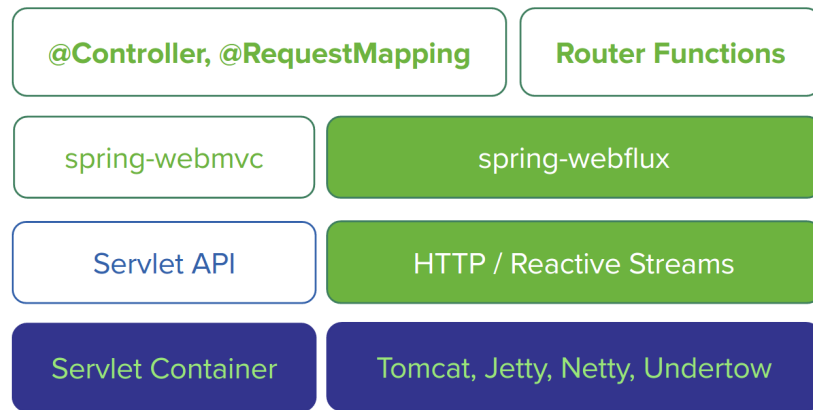 @Controller, @RequestMapping
Router Functions
spring-webmvc
spring-webflux
Servlet API
HTTP / Reactive Streams
Servlet Container
Tomcat, Jetty, Netty, Undertow